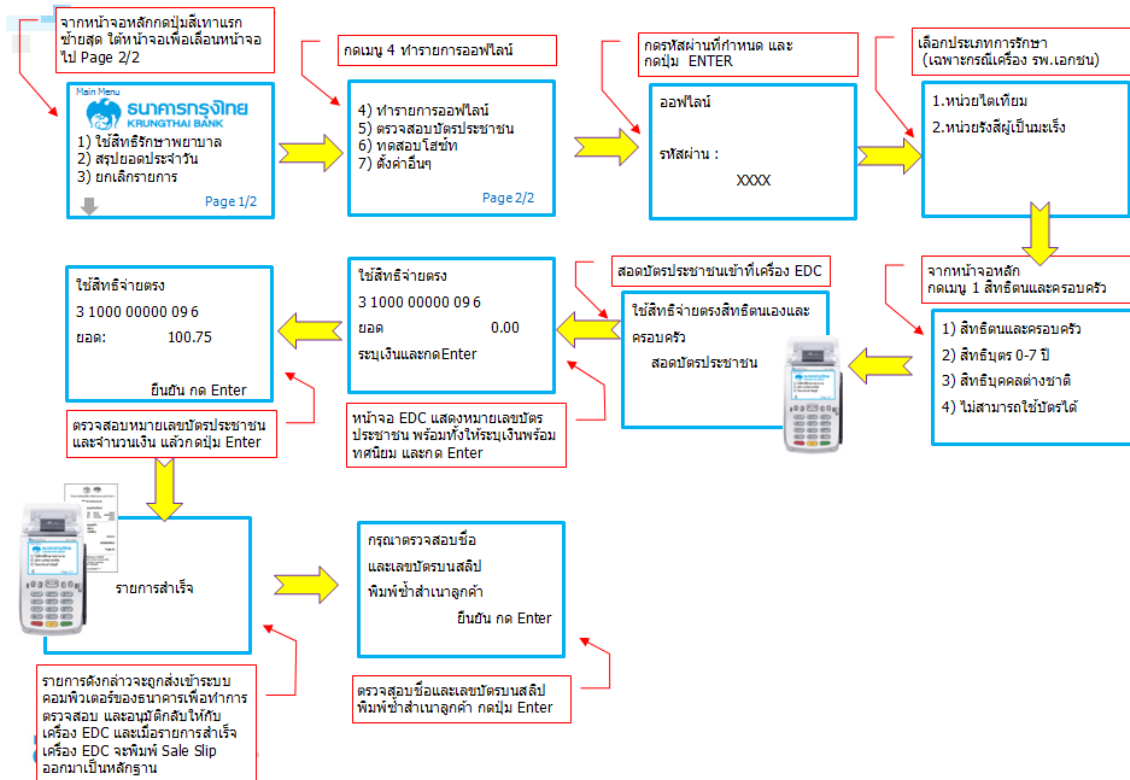 จากหน้าจอหลักกดปุ่มสีเทาแรก
ซ้ายสุด ใต้หน้าจอเพื่อเลื่อนหน้าจอ
ไป Page 2/2
Main Menu
ธนาคารกรุงไทย
KRUNGTHAI BANK
1) ใช้สิทธิรักษาพยาบาล
2) สรุปยอดประจำวัน
3) ยกเลิกรายการ
Page 1/2
กดเมนู 4 ทำรายการออฟไลน์
4) ทำรายการออฟไลน์
5) ตรวจสอบบัตรประชาชน
6) ทดสอบโฮช์ท
7) ตั้งค่าอื่นๆ
Page 2/2
กดรหัสผ่านที่กำหนด และ
กดปุ่ม ENTER
ออฟไลน์
รหัสผ่าน :
XXXX
เลือกประเภทการรักษา
(เฉพาะกรณีเครื่อง รพ.เอกชน)
1.หน่วยไตเทียม
2.หน่วยรังสีผู้เป็นมะเร็ง
จากหน้าจอหลัก
กดเมนู 1 สิทธิตนและครอบครัว
1) สิทธิตนและครอบครัว
2) สิทธิบุตร 0-7 ปี
3) สิทธิบุคคลต่างชาติ
4) ไม่สามารถใช้บัตรได้
สอดบัตรประชาชนเข้าที่เครื่อง EDC
ใช้สิทธิจ่ายตรงสิทธิตนเองและ
ครอบครัว
สอดบัตรประชาชน
ใช้สิทธิจ่ายตรง
3 1000 00000 09 6
ยอด 0.00
ระบุเงินและกดEnter
หน้าจอ EDC แสดงหมายเลขบัตร
ประชาชน พร้อมทั้งให้ระบุเงินพร้อม
ทศนิยม และกด Enter
ใช้สิทธิจ่ายตรง
3 1000 00000 09 6
ยอด: 100.75
ยืนยัน กด Enter
ตรวจสอบหมายเลขบัตรประชาชน
และจำนวนเงิน แล้วกดปุ่ม Enter
รายการสำเร็จ
รายการดังกล่าวจะถูกส่งเข้าระบบ
คอมพิวเตอร์ของธนาคารเพื่อทำการ
ตรวจสอบ และอนุมัติกลับให้กับ
เครื่อง EDC และเมื่อรายการสำเร็จ
เครื่อง EDC จะพิมพ์ Sale Slip
ออกมาเป็นหลักฐาน
กรุณาตรวจสอบชื่อ
และเลขบัตรบนสลิป
พิมพ์ซ้ำสำเนาลูกค้า
ยืนยัน กด Enter
ตรวจสอบชื่อและเลขบัตรบนสลิป
พิมพ์ซ้ำสำเนาลูกค้า กดปุ่ม Enter